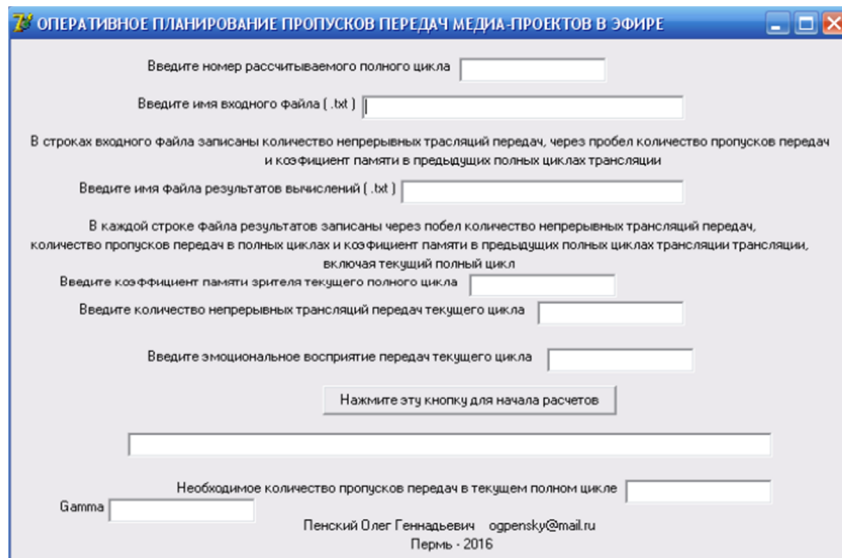 ОПЕРАТИВНОЕ ПЛАНИРОВАНИЕ ПРОПУСКОВ ПЕРЕДАЧ МЕДИА-ПРОЕКТОВ В ЭФИРЕ
Введите номер рассчитываемого полного цикла
Введите имя входного файла ( .txt )
В строках входного файла записаны количество непрерывных трасляций передач, через пробел количество пропусков передач
и коэфициент памяти в предыдущих полных циклах трансляции
Введите имя файла результатов вычислений ( .txt )
В каждой строке файла результатов записаны через побел количество непрерывных трансляций передач,
количество пропусков передач в полных циклах и коэфициент памяти в предыдущих полных циклах трансляции трансляции,
включая текущий полный цикл
Введите коэффициент памяти зрителя текущего полного цикла
Введите количество непрерывных трансляций передач текущего цикла
Введите эмоциональное восприятие передач текущего цикла
Нажмите эту кнопку для начала расчетов
Необходимое количество пропусков передач в текущем полном цикле
Gamma
Пенский Олег Геннадьевич ogpensky@mail.ru
Пермь - 2016